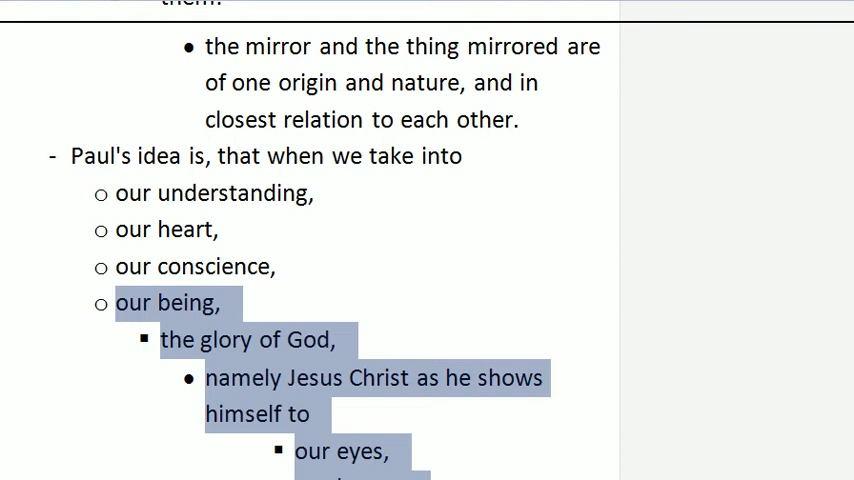 them?
• the mirror and the thing mirrored are
of one origin and nature, and in
closest relation to each other.
- Paul's idea is, that when we take into
o our understanding,
o our heart,
o our conscience,
o our being,
▪ the glory of God,
• namely Jesus Christ as he shows
himself to
▪ our eyes,